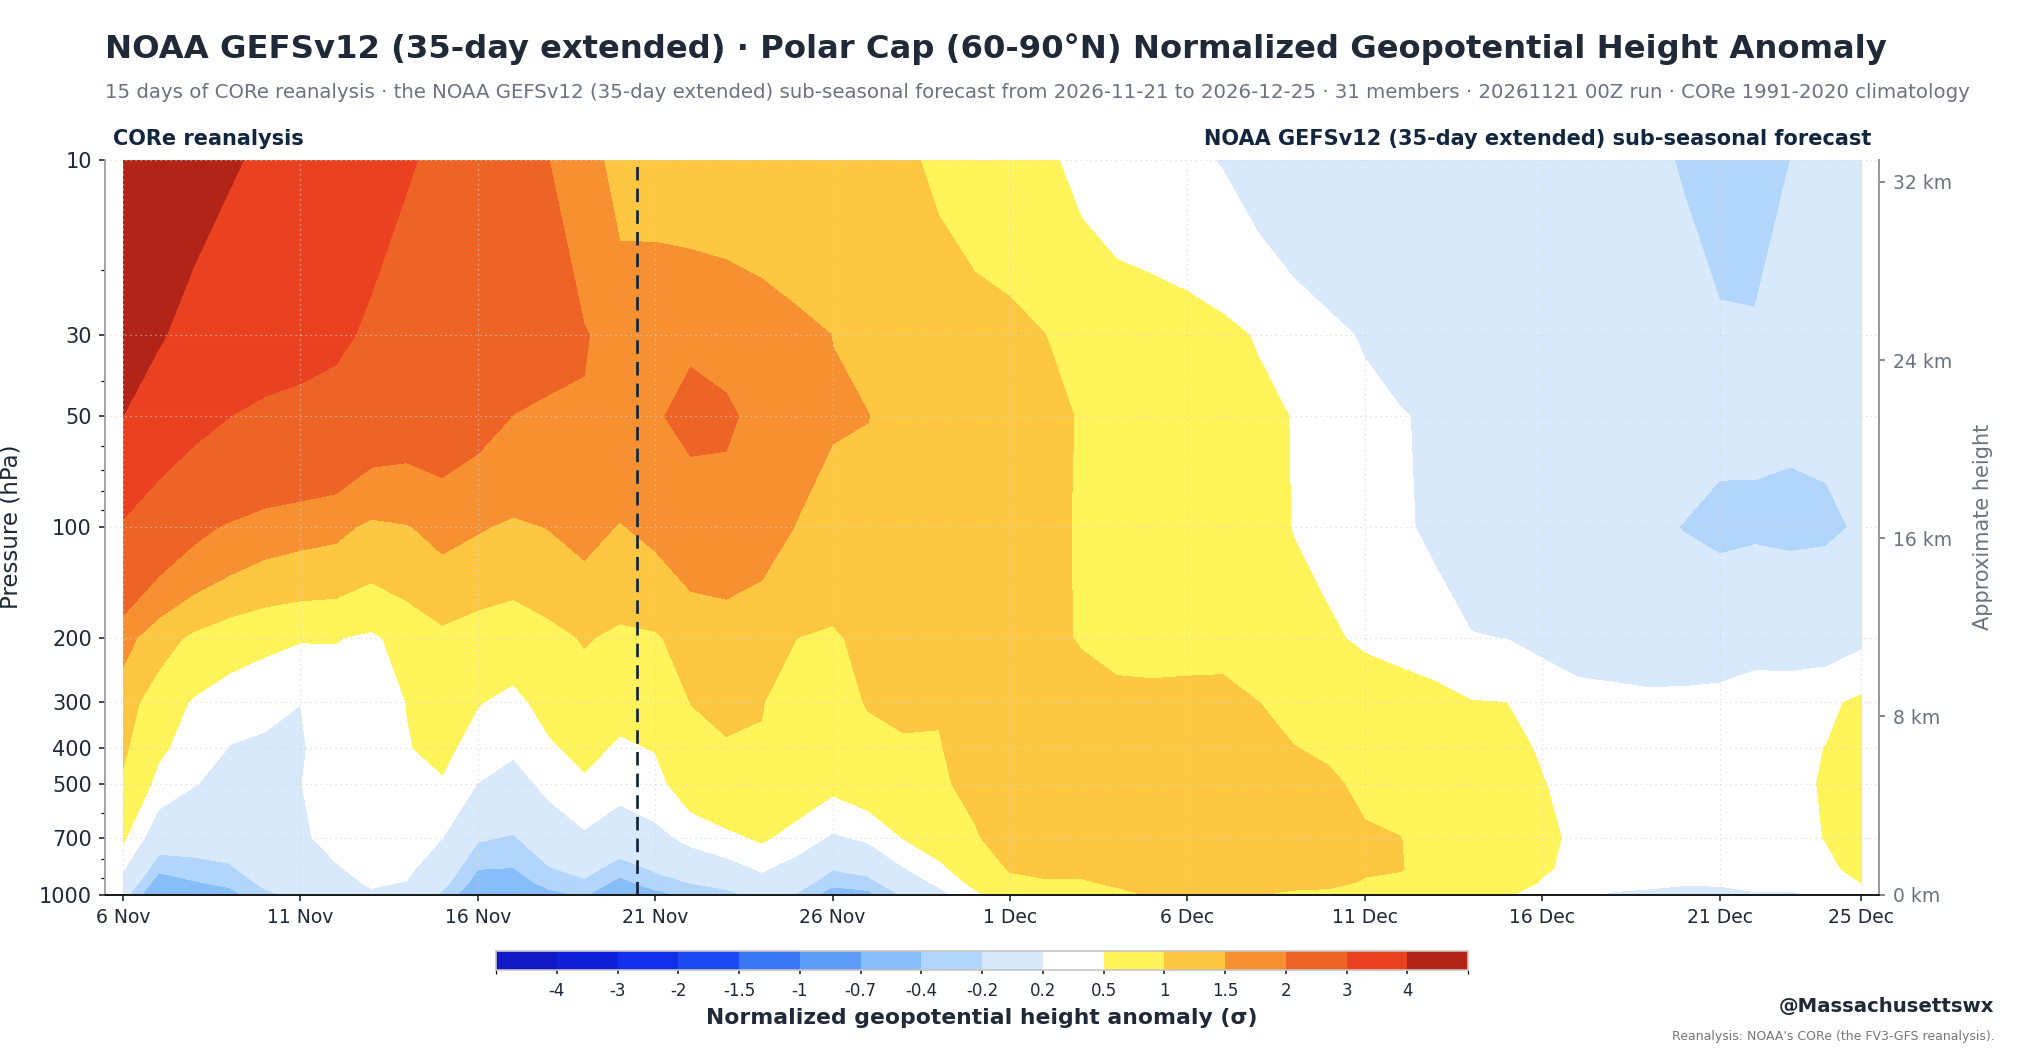 NOAA GEFSv12 (35-day extended) · Polar Cap (60-90°N) Normalized Geopotential Height Anomaly
15 days of CORe reanalysis · the NOAA GEFSv12 (35-day extended) sub-seasonal forecast from 2026-11-21 to 2026-12-25 · 31 members · 20261121 00Z run · CORe 1991-2020 climatology
CORe reanalysis
NOAA GEFSv12 (35-day extended) sub-seasonal forecast
10
30
50
100
200
300
400
500
700
1000
Pressure (hPa)
32 km
24 km
16 km
8 km
0 km
Approximate height
6 Nov 11 Nov 16 Nov 21 Nov 26 Nov 1 Dec 6 Dec 11 Dec 16 Dec 21 Dec 25 Dec
-4 -3 -2 -1.5 -1 -0.7 -0.4 -0.2 0.2 0.5 1 1.5 2 3 4
Normalized geopotential height anomaly (σ)
@Massachusettswx
Reanalysis: NOAA's CORe (the FV3-GFS reanalysis).